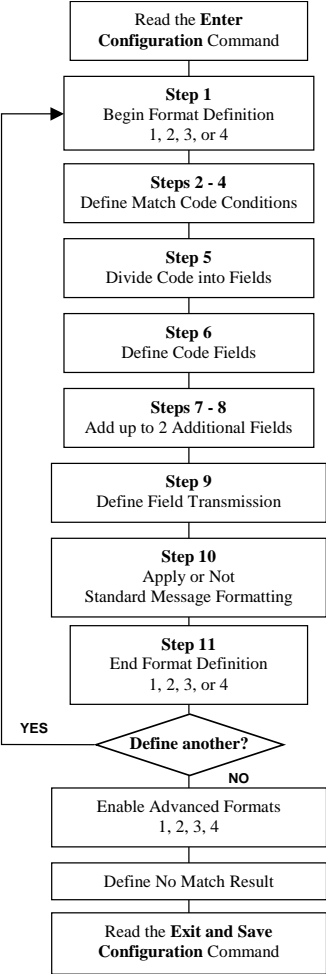 Read the Enter
Configuration Command
Step 1
Begin Format Definition
1, 2, 3, or 4
Steps 2 - 4
Define Match Code Conditions
Step 5
Divide Code into Fields
Step 6
Define Code Fields
Steps 7 - 8
Add up to 2 Additional Fields
Step 9
Define Field Transmission
Step 10
Apply or Not
Standard Message Formatting
Step 11
End Format Definition
1, 2, 3, or 4
YES
Define another?
NO
Enable Advanced Formats
1, 2, 3, 4
Define No Match Result
Read the Exit and Save
Configuration Command